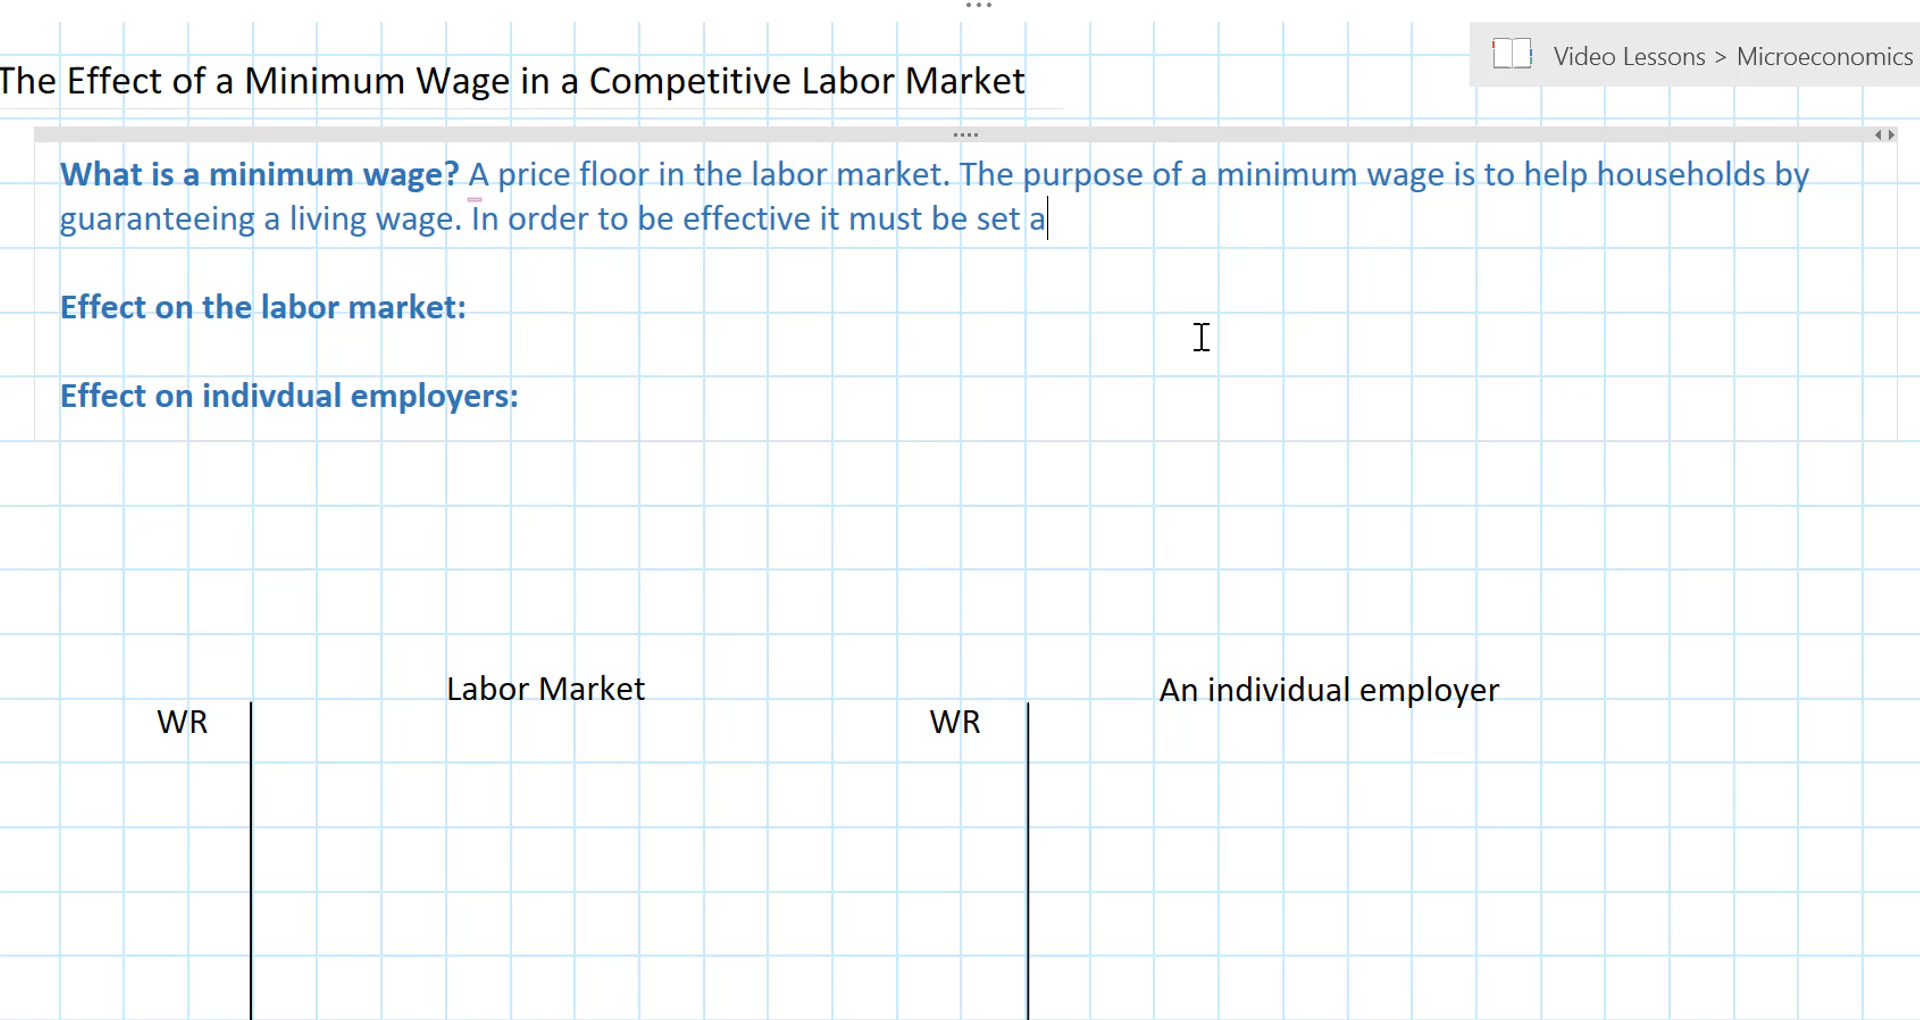 Video Lessons > Microeconomics
The Effect of a Minimum Wage in a Competitive Labor Market
What is a minimum wage? A price floor in the labor market. The purpose of a minimum wage is to help households by
guaranteeing a living wage. In order to be effective it must be set a
Effect on the labor market:
Effect on indivdual employers:
Labor Market
An individual employer
WR
WR